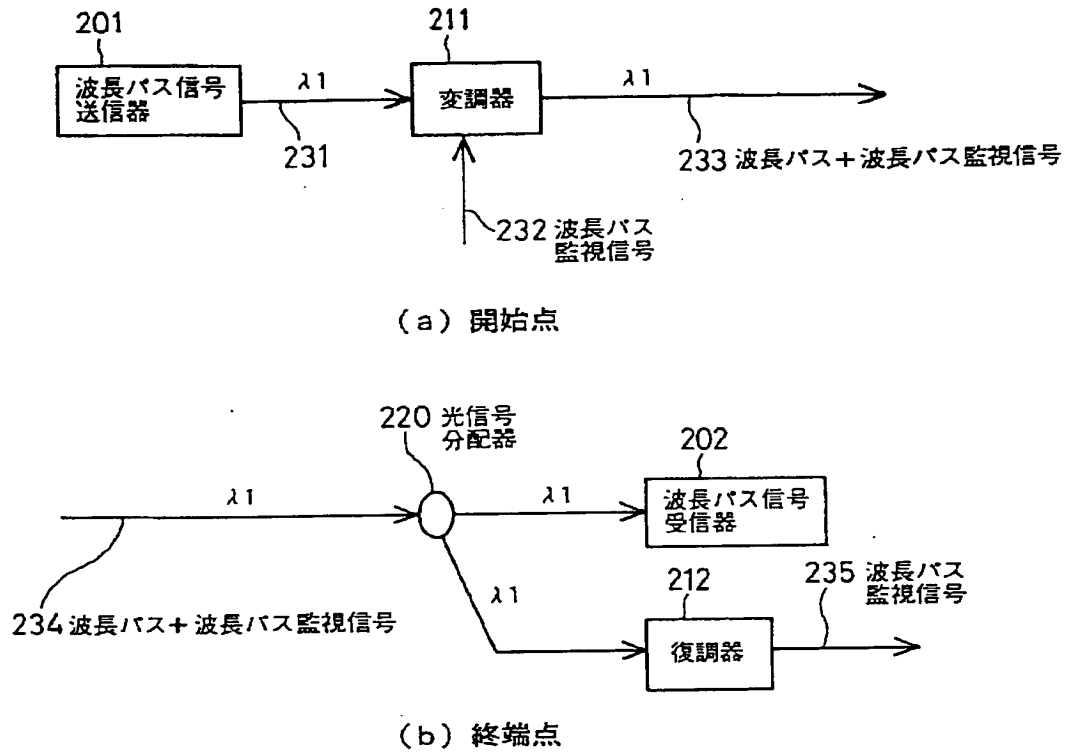 201
波長パス信号
送信器
λ1
231
211
変調器
λ1
233 波長パス+波長パス監視信号
232 波長パス
監視信号
(a) 開始点
220 光信号
分配器
λ1
λ1
202
波長パス信号
受信器
234 波長パス+波長パス監視信号
λ1
212
復調器
235 波長パス
監視信号
(b) 終端点